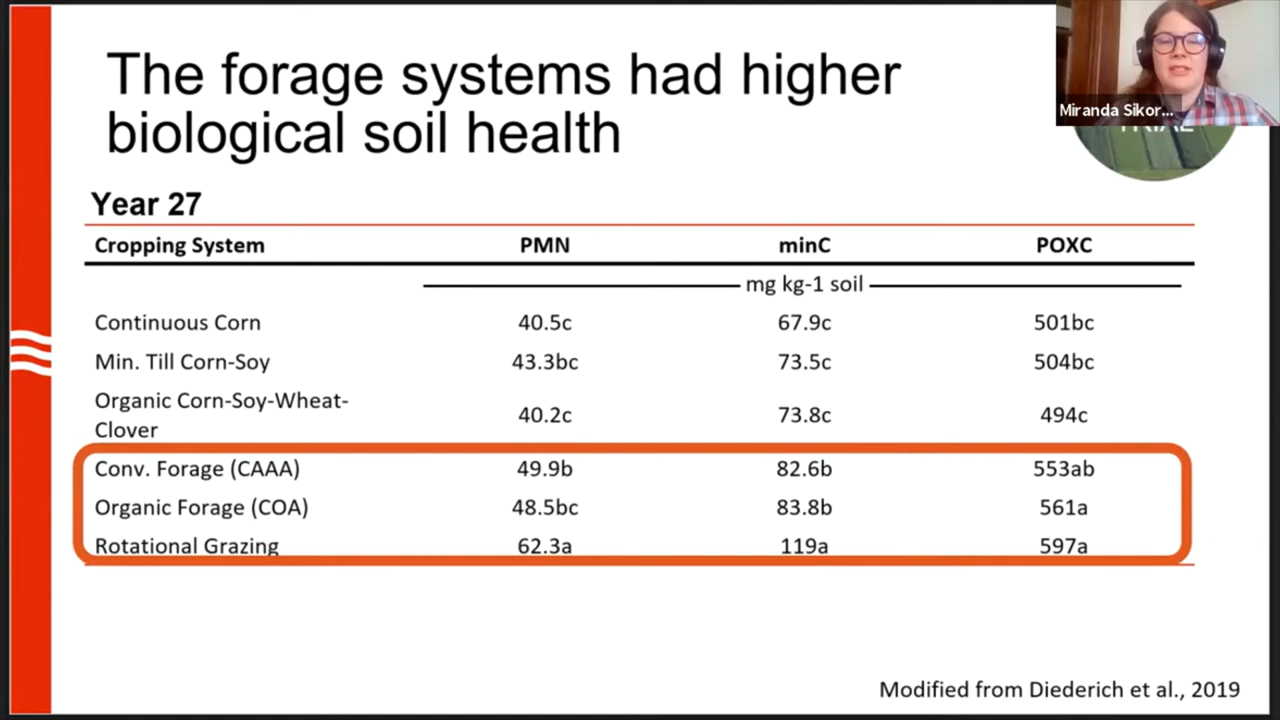 The forage systems had higher
biological soil health
Miranda Sikor...
TRIAL
Year 27
Cropping System PMN minC POXC
mg kg-1 soil
Continuous Corn 40.5c 67.9c 501bc
Min. Till Corn-Soy 43.3bc 73.5c 504bc
Organic Corn-Soy-Wheat-
Clover 40.2c 73.8c 494c
Conv. Forage (CAAA) 49.9b 82.6b 553ab
Organic Forage (COA) 48.5bc 83.8b 561a
Rotational Grazing 62.3a 119a 597a
Modified from Diederich et al., 2019